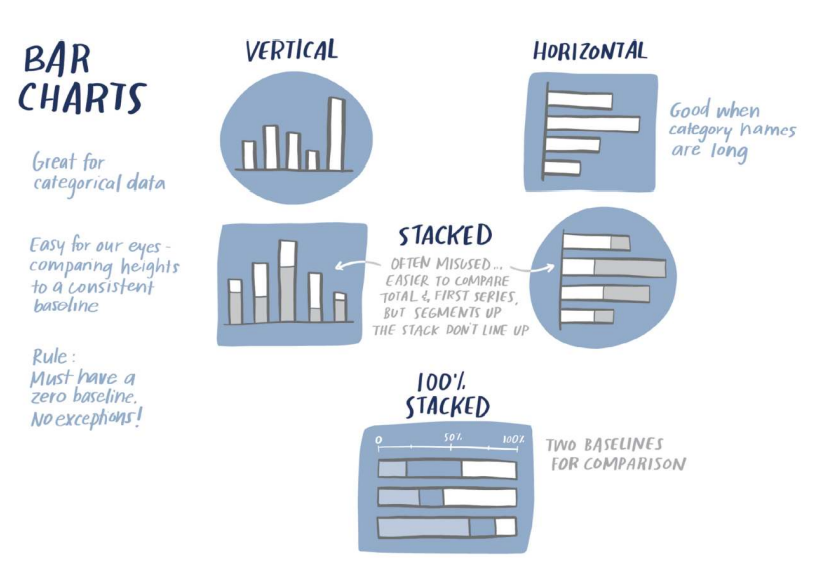 BAR
CHARTS
Great for
categorical data
Easy for our eyes -
comparing heights
to a consistent
baseline
Rule:
Must have a
zero baseline.
No exceptions!
VERTICAL
HORIZONTAL
Good when
category names
are long
STACKED
OFTEN MISUSED...
EASIER TO COMPARE
TOTAL & FIRST SERIES,
BUT SEGMENTS UP
THE STACK DON'T LINE UP
100%
STACKED
0 50% 100%
TWO BASELINES
FOR COMPARISON